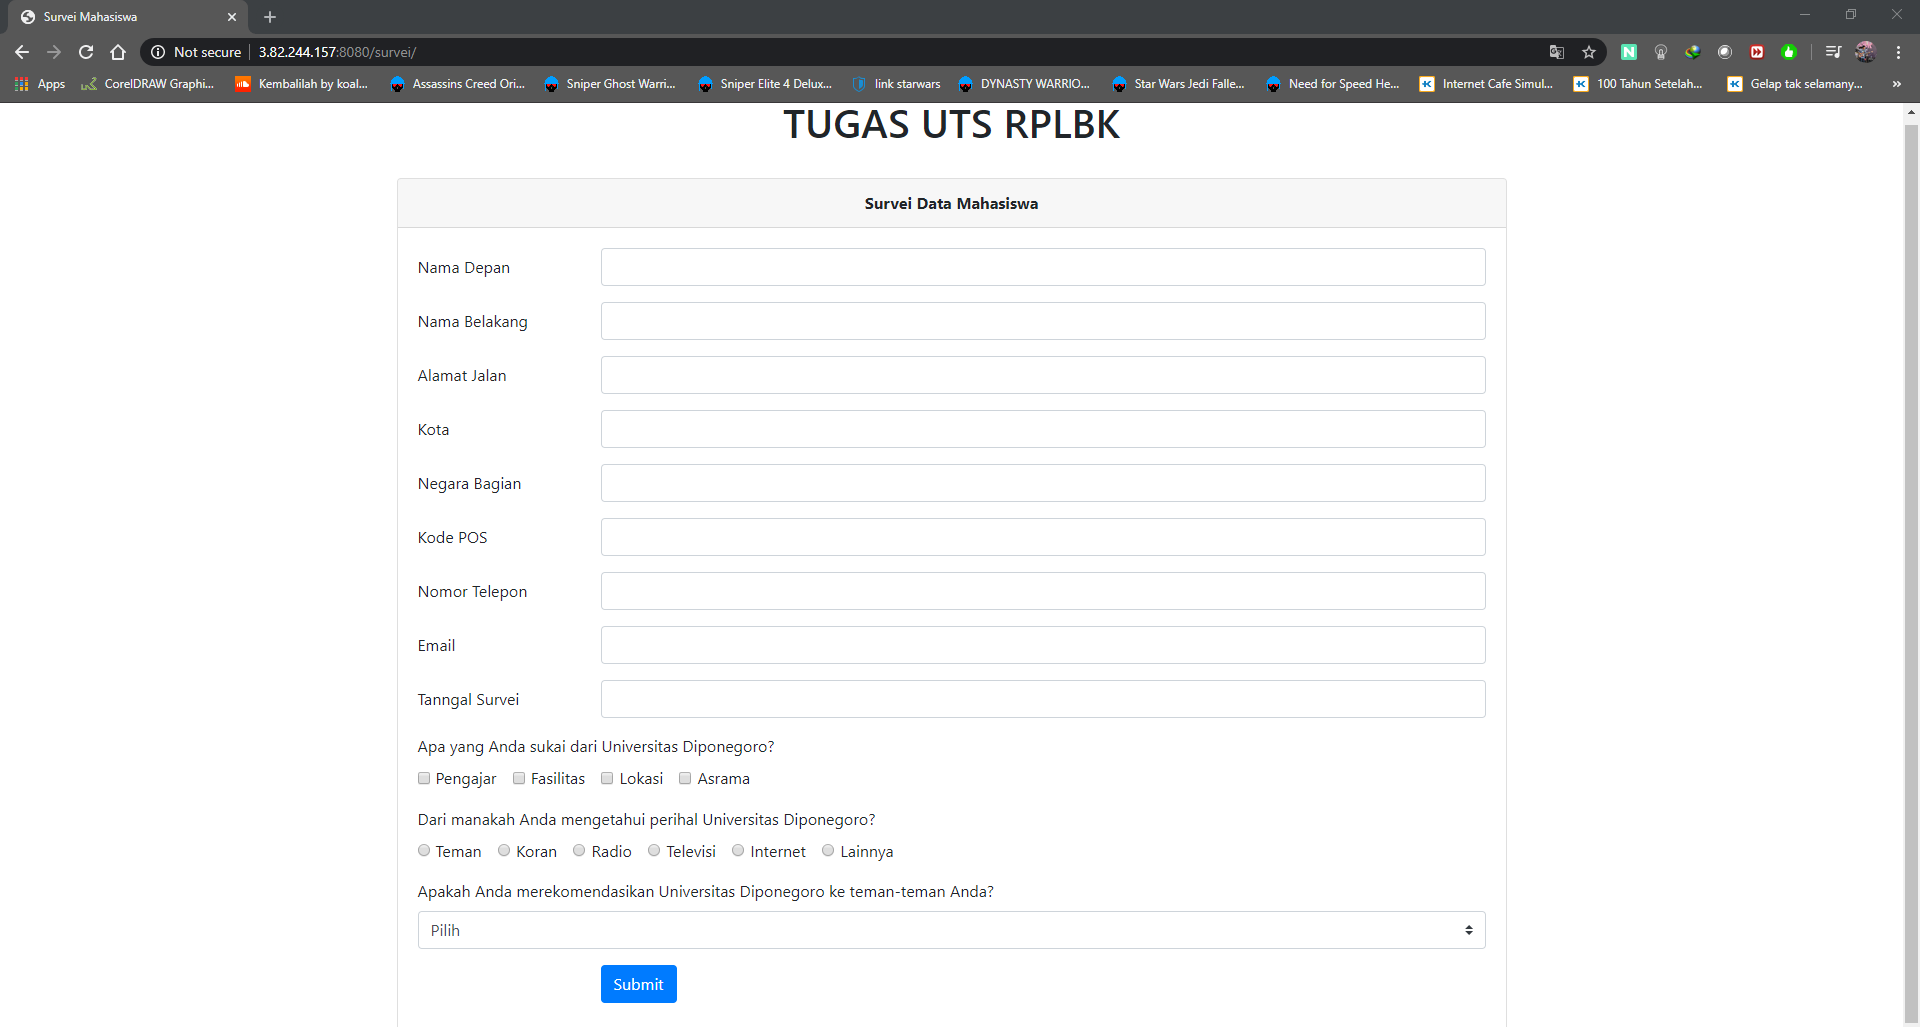 Survei Mahasiswa
Not secure 3.82.244.157:8080/survei/
Apps CorelDRAW Graphi... Kembalilah by koal... Assassins Creed Ori... Sniper Ghost Warri... Sniper Elite 4 Delux... link starwars DYNASTY WARRIO... Star Wars Jedi Falle... Need for Speed He... Internet Cafe Simul... 100 Tahun Setelah... Gelap tak selamany... »
TUGAS UTS RPLBK
Survei Data Mahasiswa
Nama Depan
Nama Belakang
Alamat Jalan
Kota
Negara Bagian
Kode POS
Nomor Telepon
Email
Tanngal Survei
Apa yang Anda sukai dari Universitas Diponegoro?
Pengajar Fasilitas Lokasi Asrama
Dari manakah Anda mengetahui perihal Universitas Diponegoro?
Teman Koran Radio Televisi Internet Lainnya
Apakah Anda merekomendasikan Universitas Diponegoro ke teman-teman Anda?
Pilih
Submit